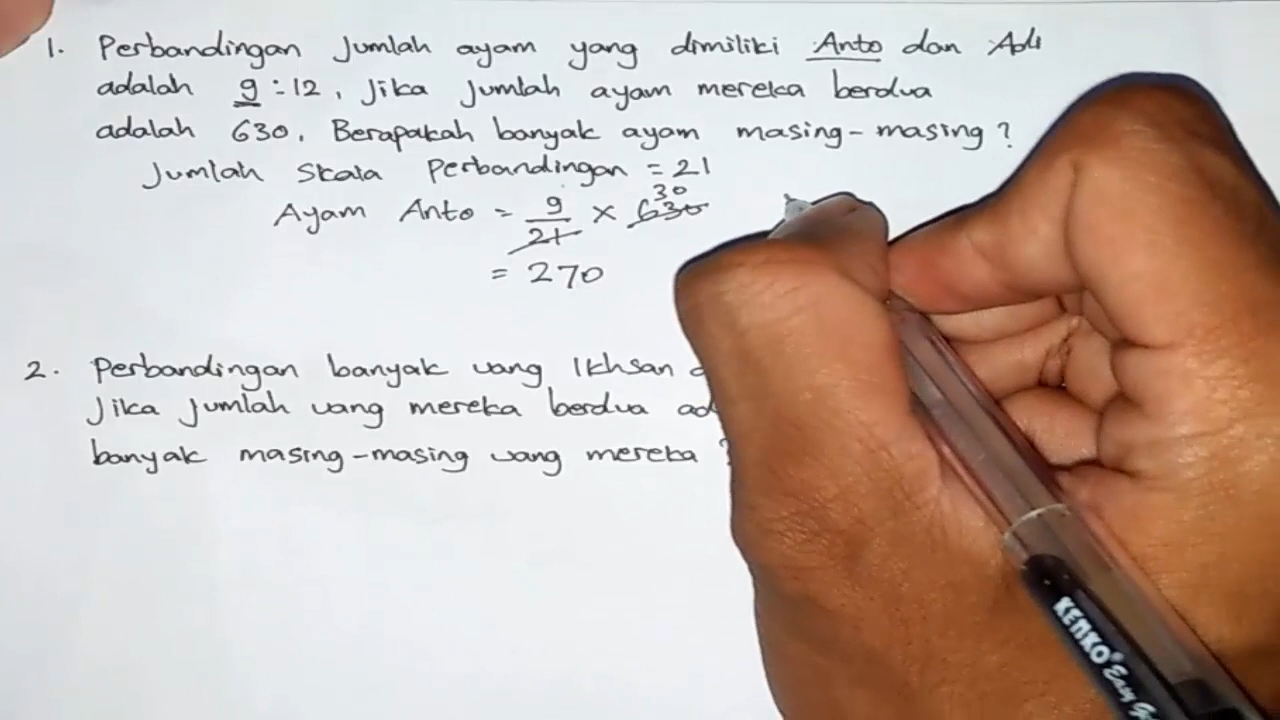 1. Perbandingan Jumlah ayam yang dimiliki Anto dan Adi
adalah 9 : 12, Jika Jumlah ayam mereka berdua
adalah 630, Berapakah banyak ayam masing-masing ?
Jumlah Skala Perbandingan = 21
30
Ayam Anto = 9/21 × 630
= 270
2. Perbandingan banyak uang Ikhsan
Jika Jumlah uang mereka berdua
banyak masing-masing uang mereka ?
KENKO Easy